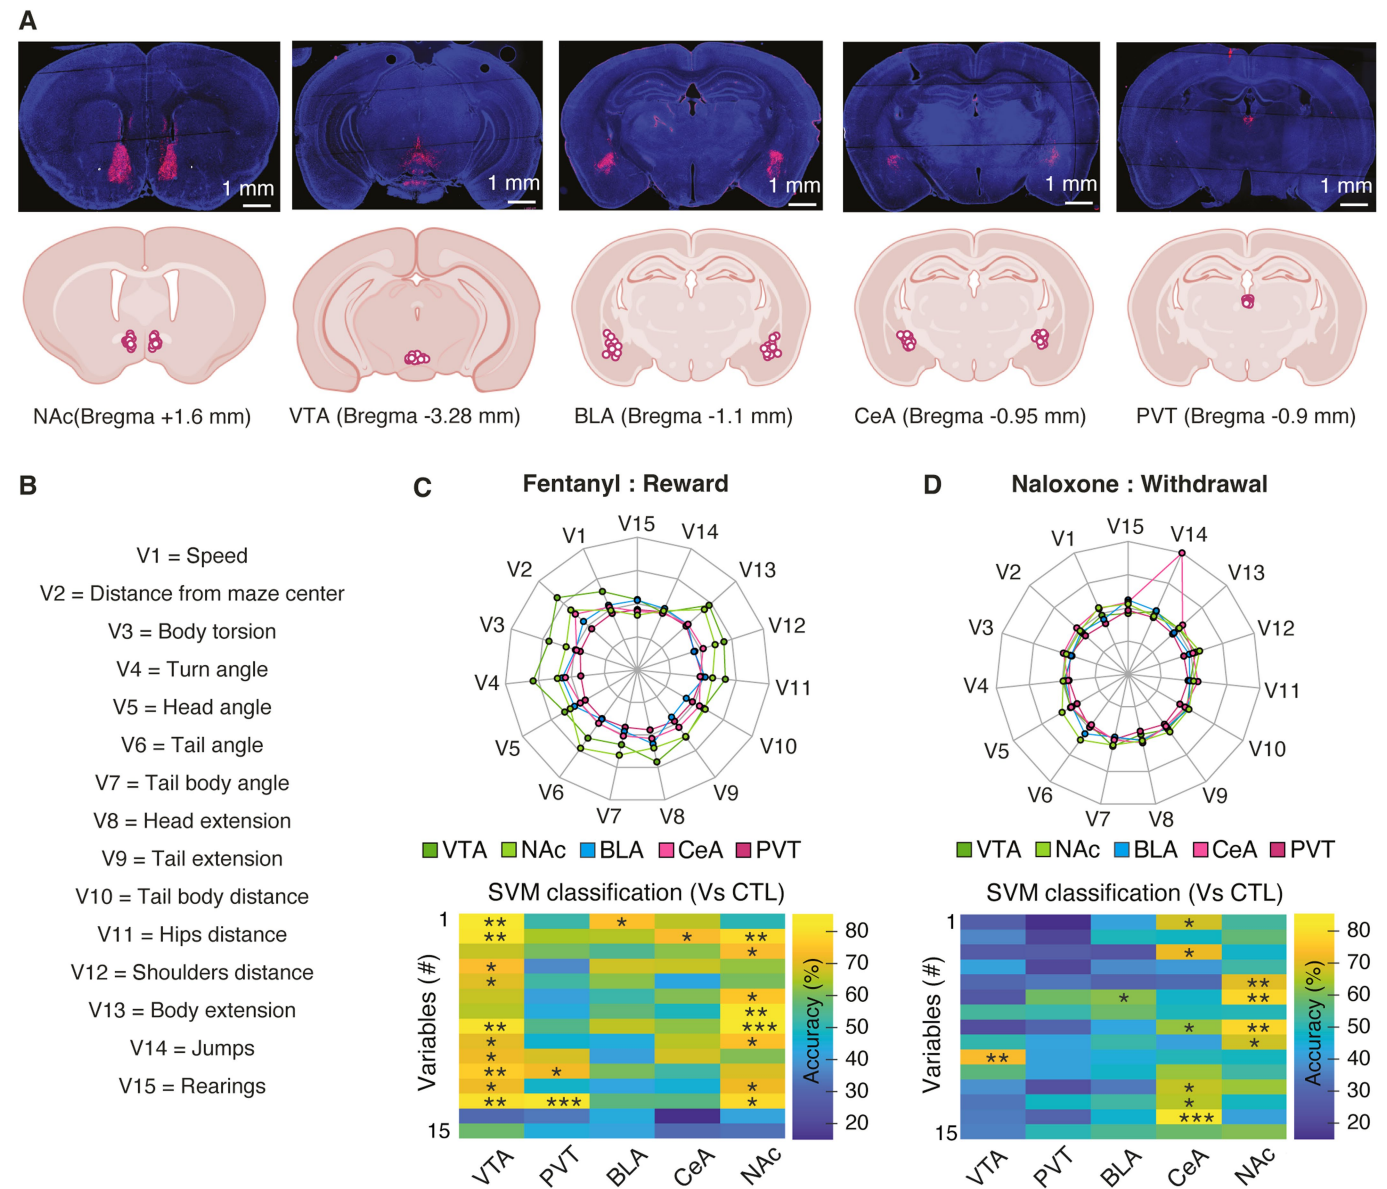 A
1 mm
1 mm
1 mm
1 mm
1 mm
NAc(Bregma +1.6 mm)
VTA (Bregma -3.28 mm)
BLA (Bregma -1.1 mm)
CeA (Bregma -0.95 mm)
PVT (Bregma -0.9 mm)
B
V1 = Speed
V2 = Distance from maze center
V3 = Body torsion
V4 = Turn angle
V5 = Head angle
V6 = Tail angle
V7 = Tail body angle
V8 = Head extension
V9 = Tail extension
V10 = Tail body distance
V11 = Hips distance
V12 = Shoulders distance
V13 = Body extension
V14 = Jumps
V15 = Rearings
C
Fentanyl : Reward
V15
V14
V13
V12
V11
V10
V9
V8
V7
V6
V5
V4
V3
V2
V1
VTA NAc BLA CeA PVT
SVM classification (Vs CTL)
Variables (#)
1
15
** *
** * **
*
*
*
*
**
** ***
* *
*
** *
* *
** *** *
VTA PVT BLA CeA NAc
80
70
60
50
40
30
20
Accuracy (%)
D
Naloxone : Withdrawal
V15
V14
V13
V12
V11
V10
V9
V8
V7
V6
V5
V4
V3
V2
V1
VTA NAc BLA CeA PVT
SVM classification (Vs CTL)
Variables (#)
1
15
*
*
**
* **
* **
*
**
*
*
***
VTA PVT BLA CeA NAc
80
70
60
50
40
30
20
Accuracy (%)